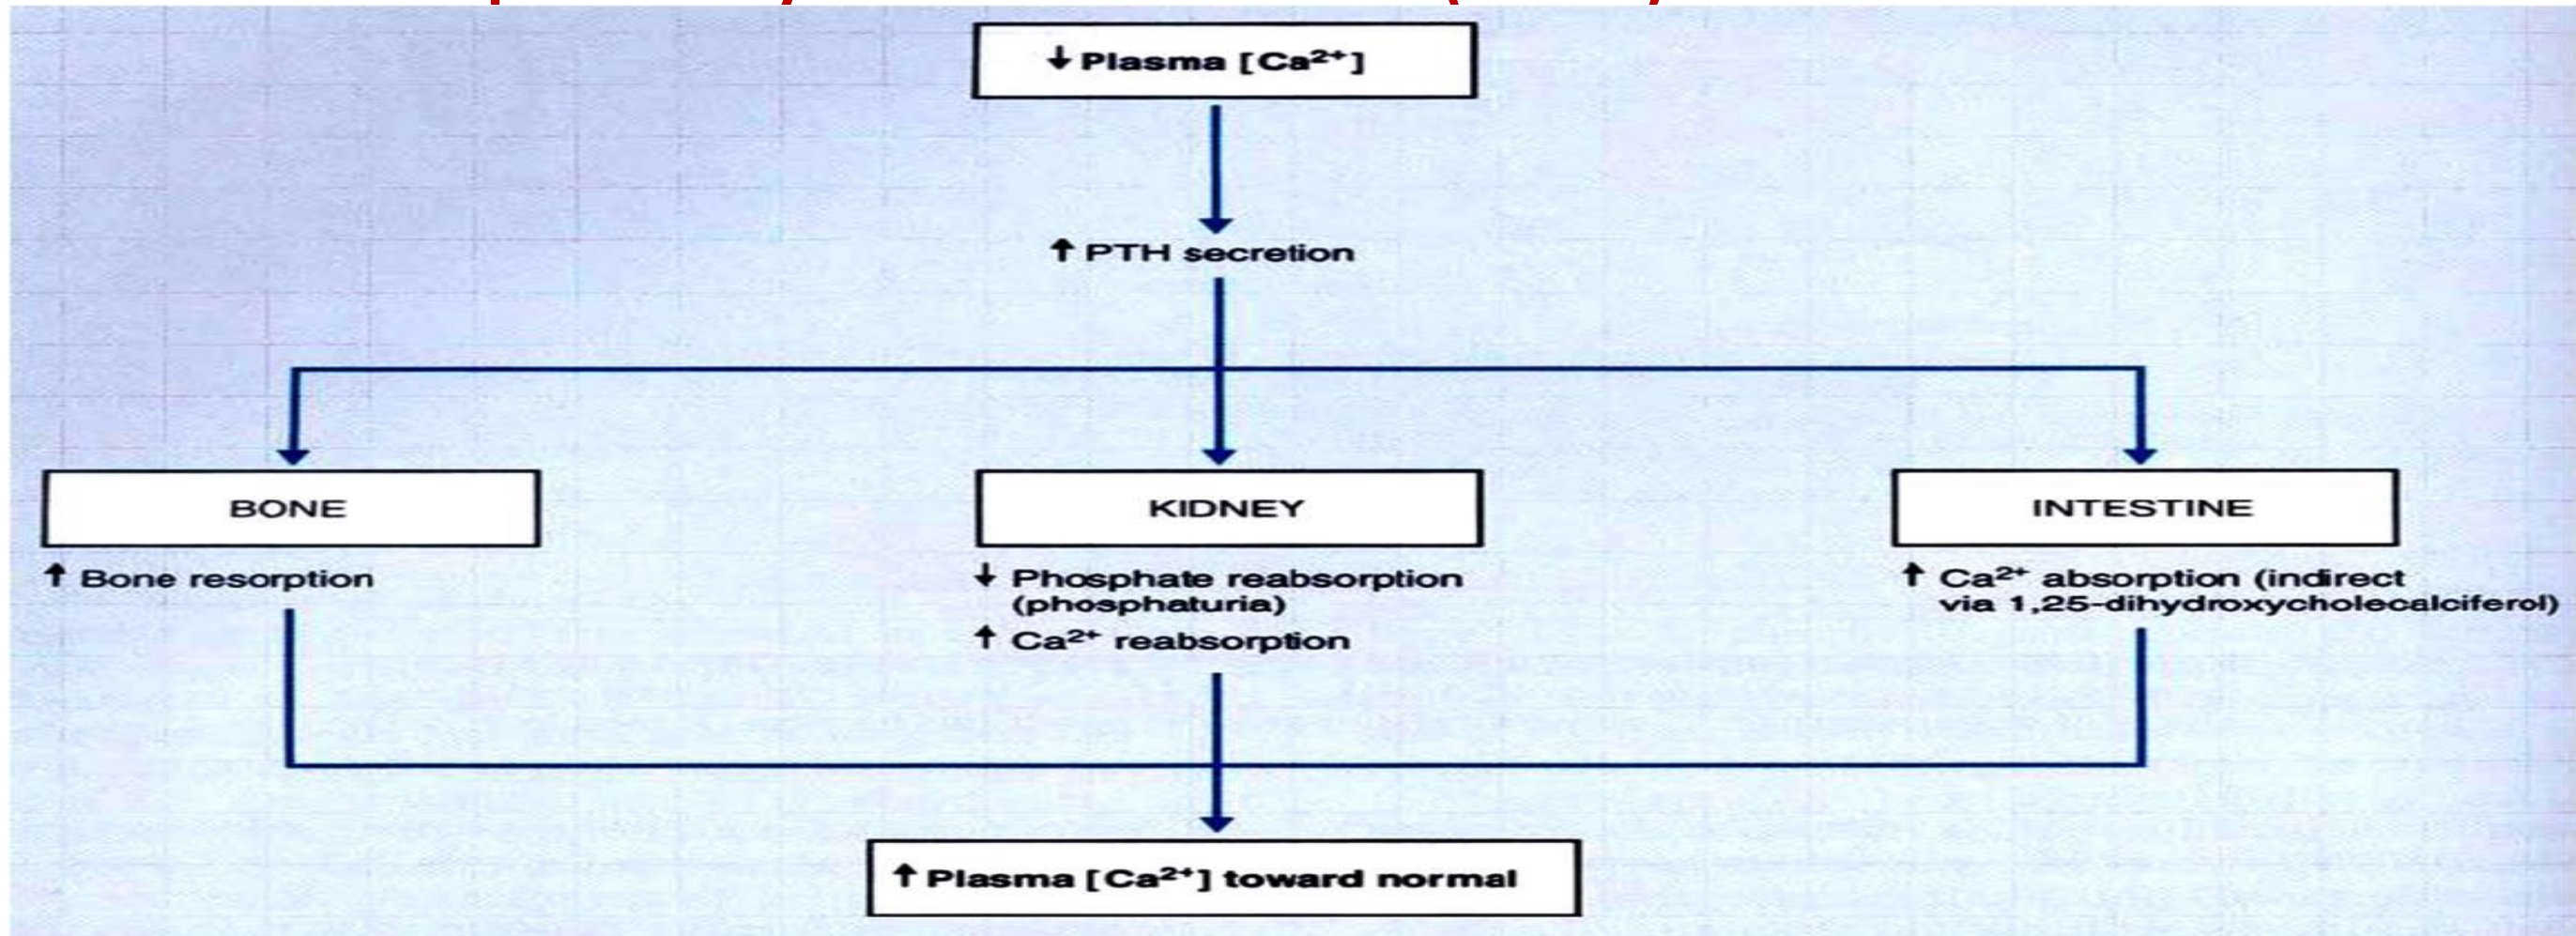 ↓ Plasma [Ca²⁺]
↑ PTH secretion
BONE
↑ Bone resorption
KIDNEY
↓ Phosphate reabsorption
(phosphaturia)
↑ Ca²⁺ reabsorption
INTESTINE
↑ Ca²⁺ absorption (indirect
via 1,25-dihydroxycholecalciferol)
↑ Plasma [Ca²⁺] toward normal